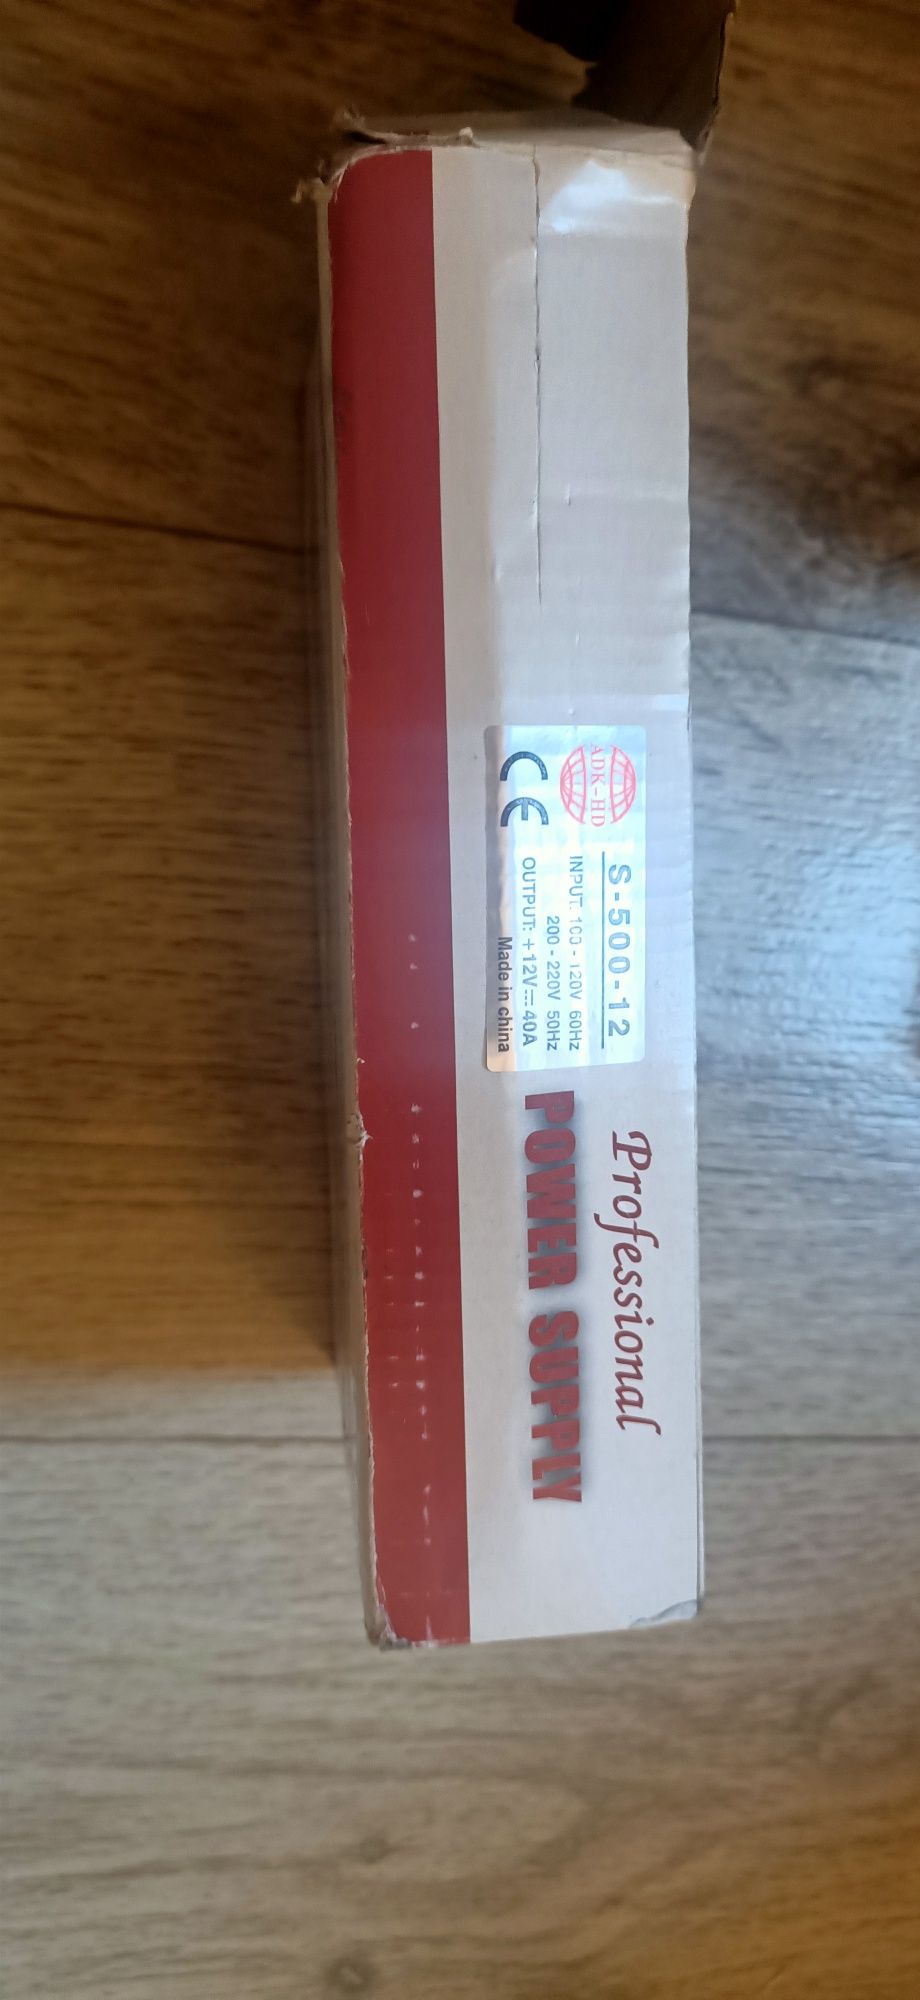 ADK-HD
S-500-12
INPUT: 100-120V 60Hz
200-220V 50Hz
OUTPUT: +12V⎓40A
CE
Made in china
Professional
POWER SUPPLY